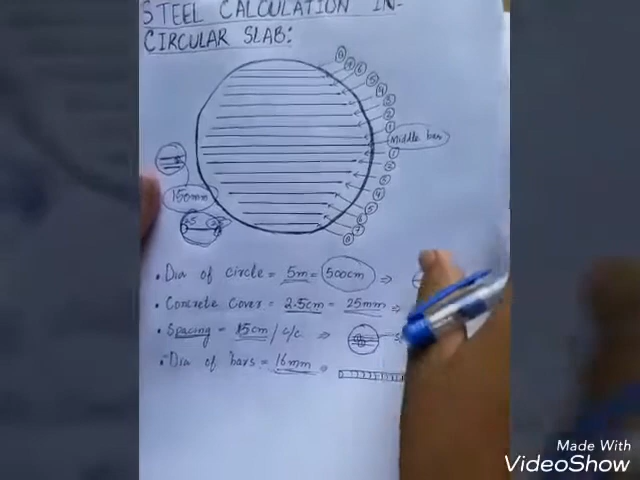 STEEL CALCULATION IN-
CIRCULAR SLAB:
Middle bar
150mm
• Dia of circle = 5m = 500cm ⇒
• Concrete cover = 2.5cm = 25mm ⇒
• Spacing = 15cm / c/c ⇒
• Dia of bars = 16mm =
Made With
VideoShow